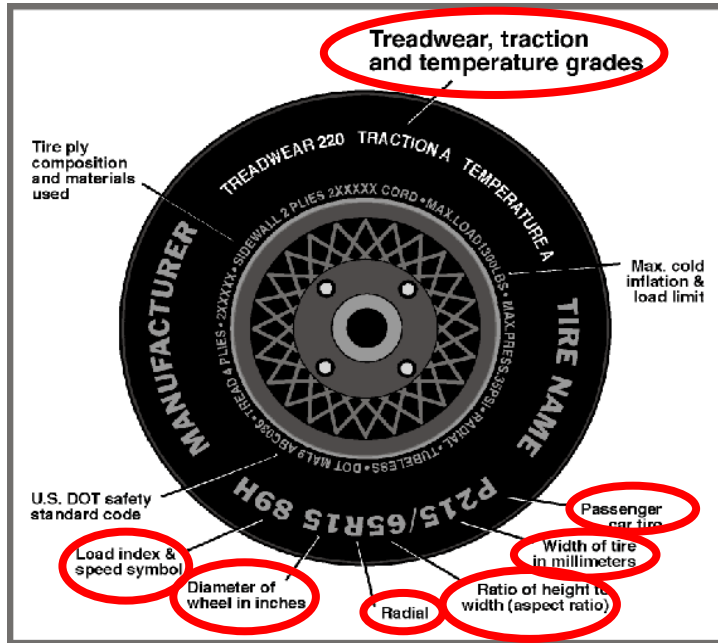 Treadwear, traction
and temperature grades
Tire ply
composition
and materials
used
TREADWEAR 220 TRACTION A TEMPERATURE A
SIDEWALL 2 PLIES 2XXXXX CORD • MAX. LOAD 1300 LBS • MAX. PRESS. 35 PSI • RADIAL • TUBELESS • DOT MAL9 ABC036 • TREAD 4 PLIES • 2XXXXX •
Max. cold
inflation &
load limit
MANUFACTURER
TIRE NAME
P215/65R15 89H
U.S. DOT safety
standard code
Passenger
car tire
Load index &
speed symbol
Width of tire
in millimeters
Diameter of
wheel in inches
Radial
Ratio of height to
width (aspect ratio)